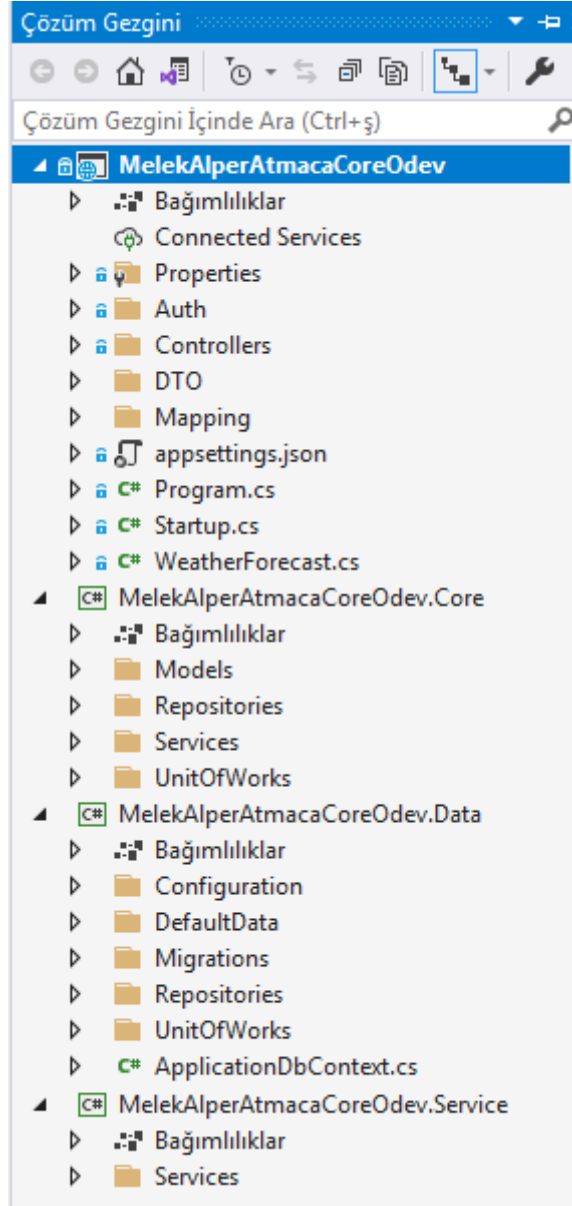 Çözüm Gezgini
Çözüm Gezgini İçinde Ara (Ctrl+ş)
MelekAlperAtmacaCoreOdev
Bağımlılıklar
Connected Services
Properties
Auth
Controllers
DTO
Mapping
appsettings.json
C# Program.cs
C# Startup.cs
C# WeatherForecast.cs
C# MelekAlperAtmacaCoreOdev.Core
Bağımlılıklar
Models
Repositories
Services
UnitOfWorks
C# MelekAlperAtmacaCoreOdev.Data
Bağımlılıklar
Configuration
DefaultData
Migrations
Repositories
UnitOfWorks
C# ApplicationDbContext.cs
C# MelekAlperAtmacaCoreOdev.Service
Bağımlılıklar
Services